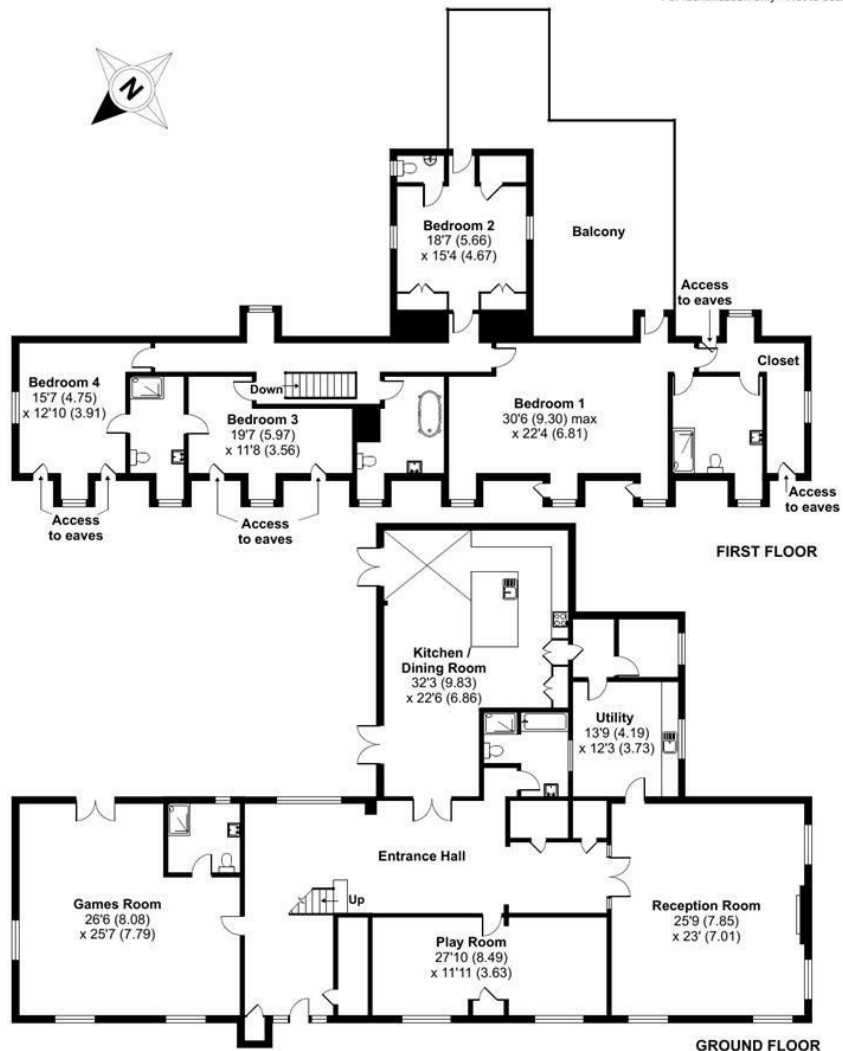 N
Bedroom 2
18'7 (5.66)
x 15'4 (4.67)
Balcony
Access
to eaves
Closet
Bedroom 4
15'7 (4.75)
x 12'10 (3.91)
Down
Bedroom 3
19'7 (5.97)
x 11'8 (3.56)
Bedroom 1
30'6 (9.30) max
x 22'4 (6.81)
Access
to eaves
Access
to eaves
Access
to eaves
FIRST FLOOR
Kitchen /
Dining Room
32'3 (9.83)
x 22'6 (6.86)
Utility
13'9 (4.19)
x 12'3 (3.73)
Entrance Hall
Games Room
26'6 (8.08)
x 25'7 (7.79)
Up
Reception Room
25'9 (7.85)
x 23' (7.01)
Play Room
27'10 (8.49)
x 11'11 (3.63)
GROUND FLOOR